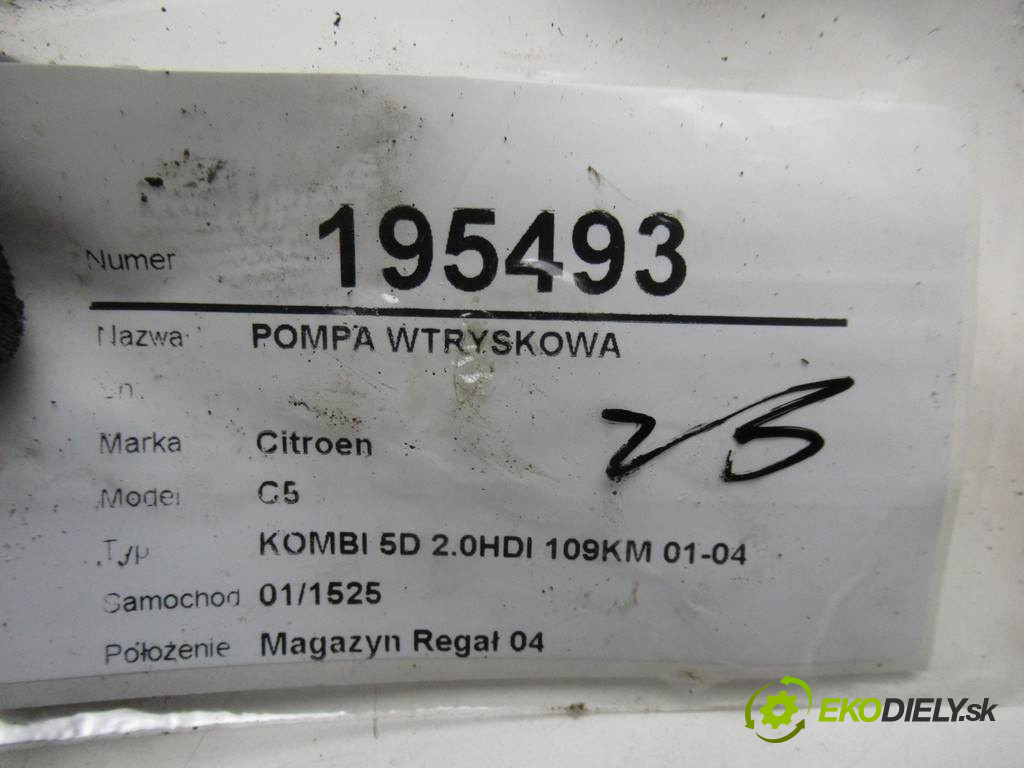 Numer 195493
Nazwa POMPA WTRYSKOWA
Marka Citroen
Model C5
Typ KOMBI 5D 2.0HDI 109KM 01-04
Samochod 01/1525
Położenie Magazyn Regał 04
EKODIELY.sk